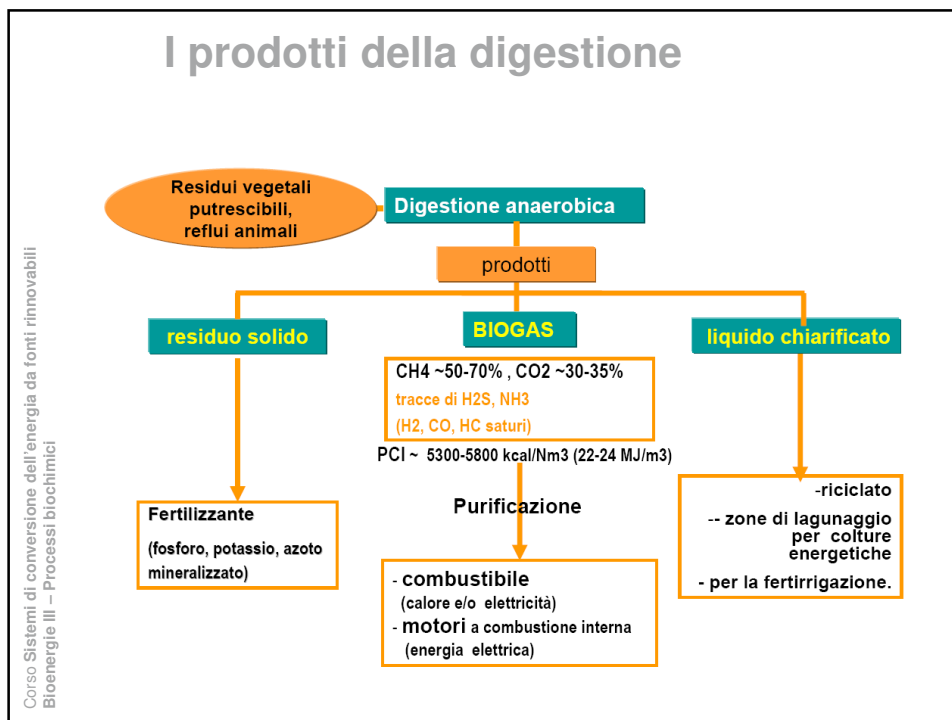 I prodotti della digestione
Residui vegetali
putrescibili,
reflui animali
Digestione anaerobica
prodotti
residuo solido
BIOGAS
liquido chiarificato
CH4 ~50-70% , CO2 ~30-35%
tracce di H2S, NH3
(H2, CO, HC saturi)
PCI ~ 5300-5800 kcal/Nm3 (22-24 MJ/m3)
Purificazione
Fertilizzante
(fosforo, potassio, azoto
mineralizzato)
- combustibile
(calore e/o elettricità)
- motori a combustione interna
(energia elettrica)
-riciclato
-- zone di lagunaggio
per colture
energetiche
- per la fertirrigazione.
Corso Sistemi di conversione dell'energia da fonti rinnovabili
Bioenergie III – Processi biochimici